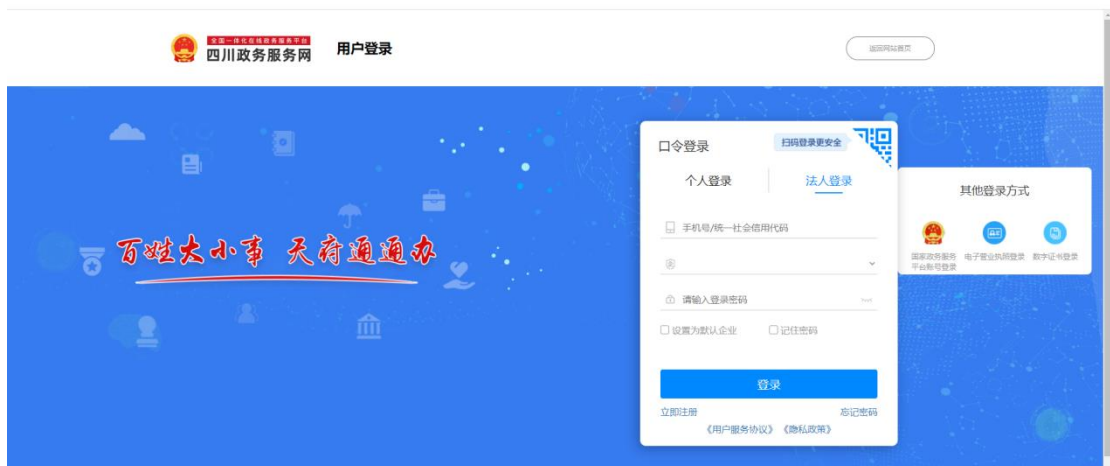 全国一体化在线政务服务平台
四川政务服务网
用户登录
返回网站首页
百姓大小事 天府通通办
口令登录
扫码登录更安全
个人登录
法人登录
手机号/统一社会信用代码
请输入登录密码
设置为默认企业
记住密码
登录
立即注册
忘记密码
《用户服务协议》 《隐私政策》
其他登录方式
国家政务服务
平台账号登录
电子营业执照登录
数字证书登录